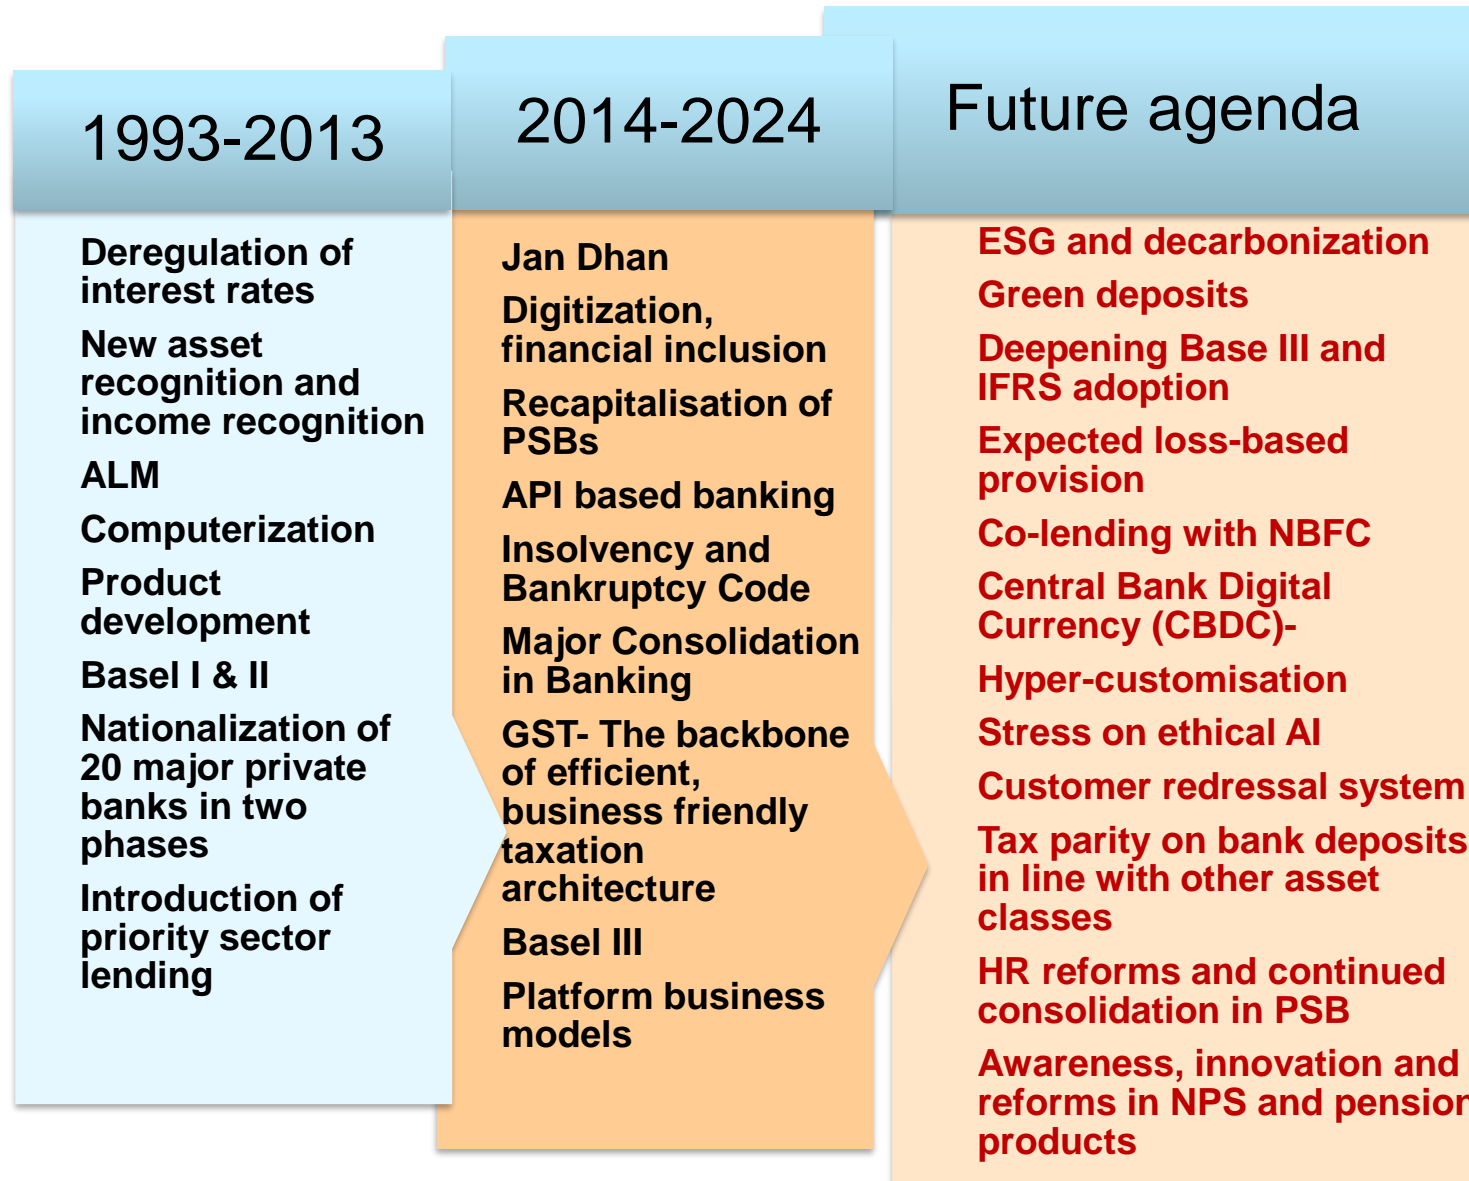 1993-2013
Deregulation of
interest rates
New asset
recognition and
income recognition
ALM
Computerization
Product
development
Basel I & II
Nationalization of
20 major private
banks in two
phases
Introduction of
priority sector
lending
2014-2024
Jan Dhan
Digitization,
financial inclusion
Recapitalisation of
PSBs
API based banking
Insolvency and
Bankruptcy Code
Major Consolidation
in Banking
GST- The backbone
of efficient,
business friendly
taxation
architecture
Basel III
Platform business
models
Future agenda
ESG and decarbonization
Green deposits
Deepening Base III and
IFRS adoption
Expected loss-based
provision
Co-lending with NBFC
Central Bank Digital
Currency (CBDC)-
Hyper-customisation
Stress on ethical AI
Customer redressal system
Tax parity on bank deposits
in line with other asset
classes
HR reforms and continued
consolidation in PSB
Awareness, innovation and
reforms in NPS and pension
products